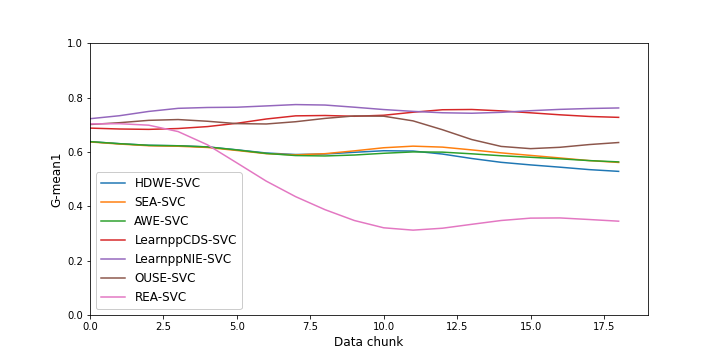 1.0
0.8
0.6
0.4
0.2
0.0
G-mean1
HDWE-SVC
SEA-SVC
AWE-SVC
LearnppCDS-SVC
LearnppNIE-SVC
OUSE-SVC
REA-SVC
0.0 2.5 5.0 7.5 10.0 12.5 15.0 17.5
Data chunk